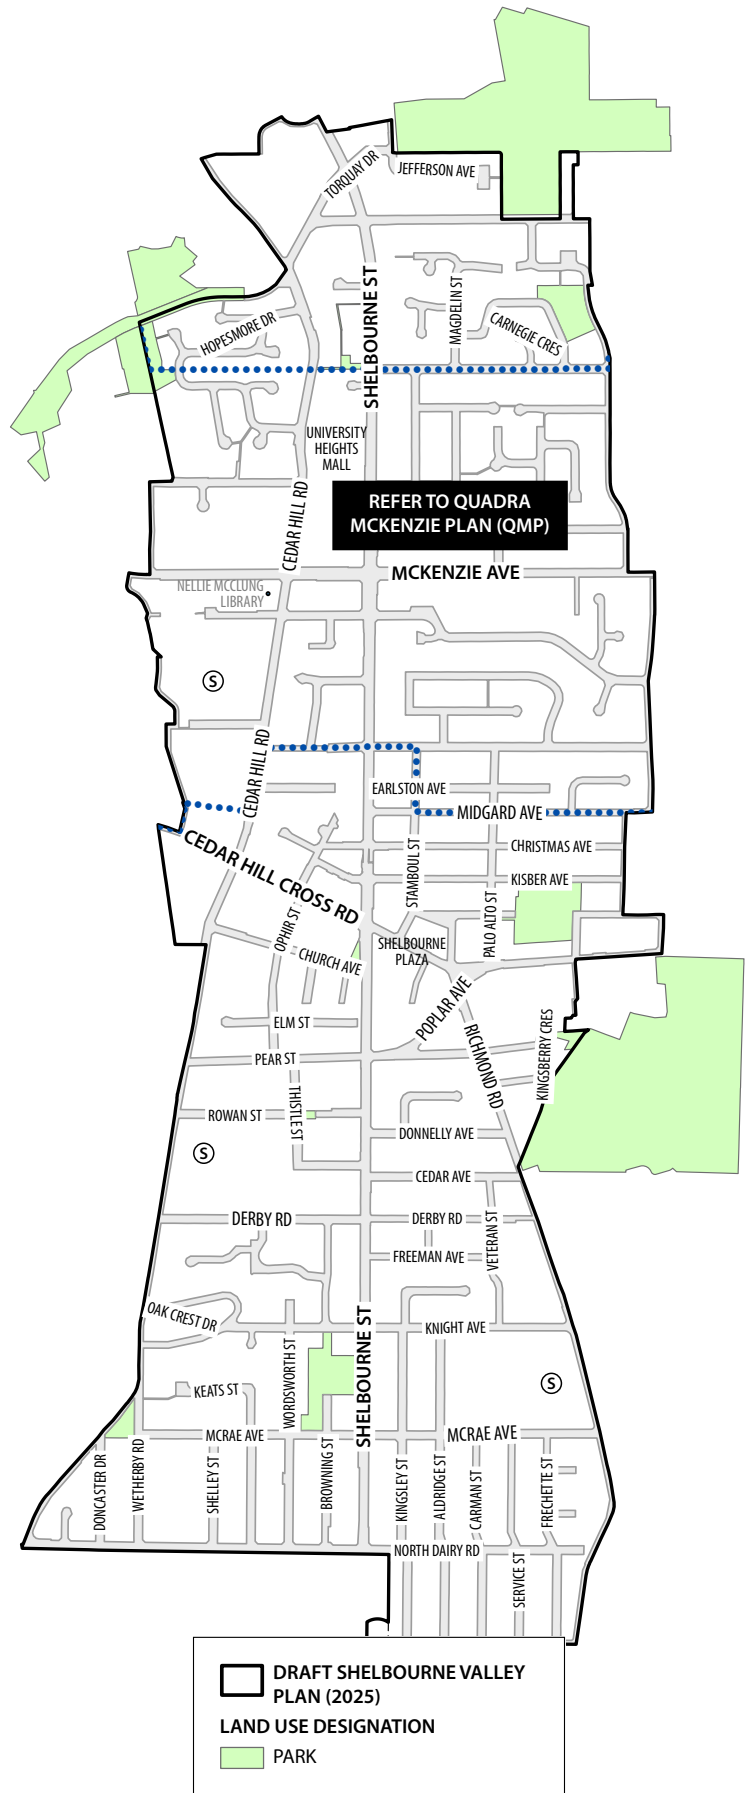 TORQUAY DR
JEFFERSON AVE
SHELBOURNE ST
MAGDELIN ST
CARNEGIE CRES
HOPESMORE DR
UNIVERSITY
HEIGHTS
MALL
CEDAR HILL RD
REFER TO QUADRA
MCKENZIE PLAN (QMP)
MCKENZIE AVE
NELLIE MCCLUNG
LIBRARY
S
CEDAR HILL RD
EARLSTON AVE
MIDGARD AVE
CEDAR HILL CROSS RD
STAMBOUL ST
CHRISTMAS AVE
KISBER AVE
PALO ALTO ST
OPHIR ST
CHURCH AVE
SHELBOURNE
PLAZA
POPLAR AVE
ELM ST
RICHMOND RD
KINGSBERRY CRES
PEAR ST
THISTLE ST
ROWAN ST
DONNELLY AVE
S
CEDAR AVE
DERBY RD
DERBY RD
VETERAN ST
FREEMAN AVE
OAK CREST DR
SHELBOURNE ST
KNIGHT AVE
WORDSWORTH ST
KEATS ST
S
MCRAE AVE
MCRAE AVE
DONCASTER DR
WETHERBY RD
SHELLEY ST
BROWNING ST
KINGSLEY ST
ALDRIDGE ST
CARMAN ST
FRECHETTE ST
NORTH DAIRY RD
SERVICE ST
DRAFT SHELBOURNE VALLEY
PLAN (2025)
LAND USE DESIGNATION
PARK